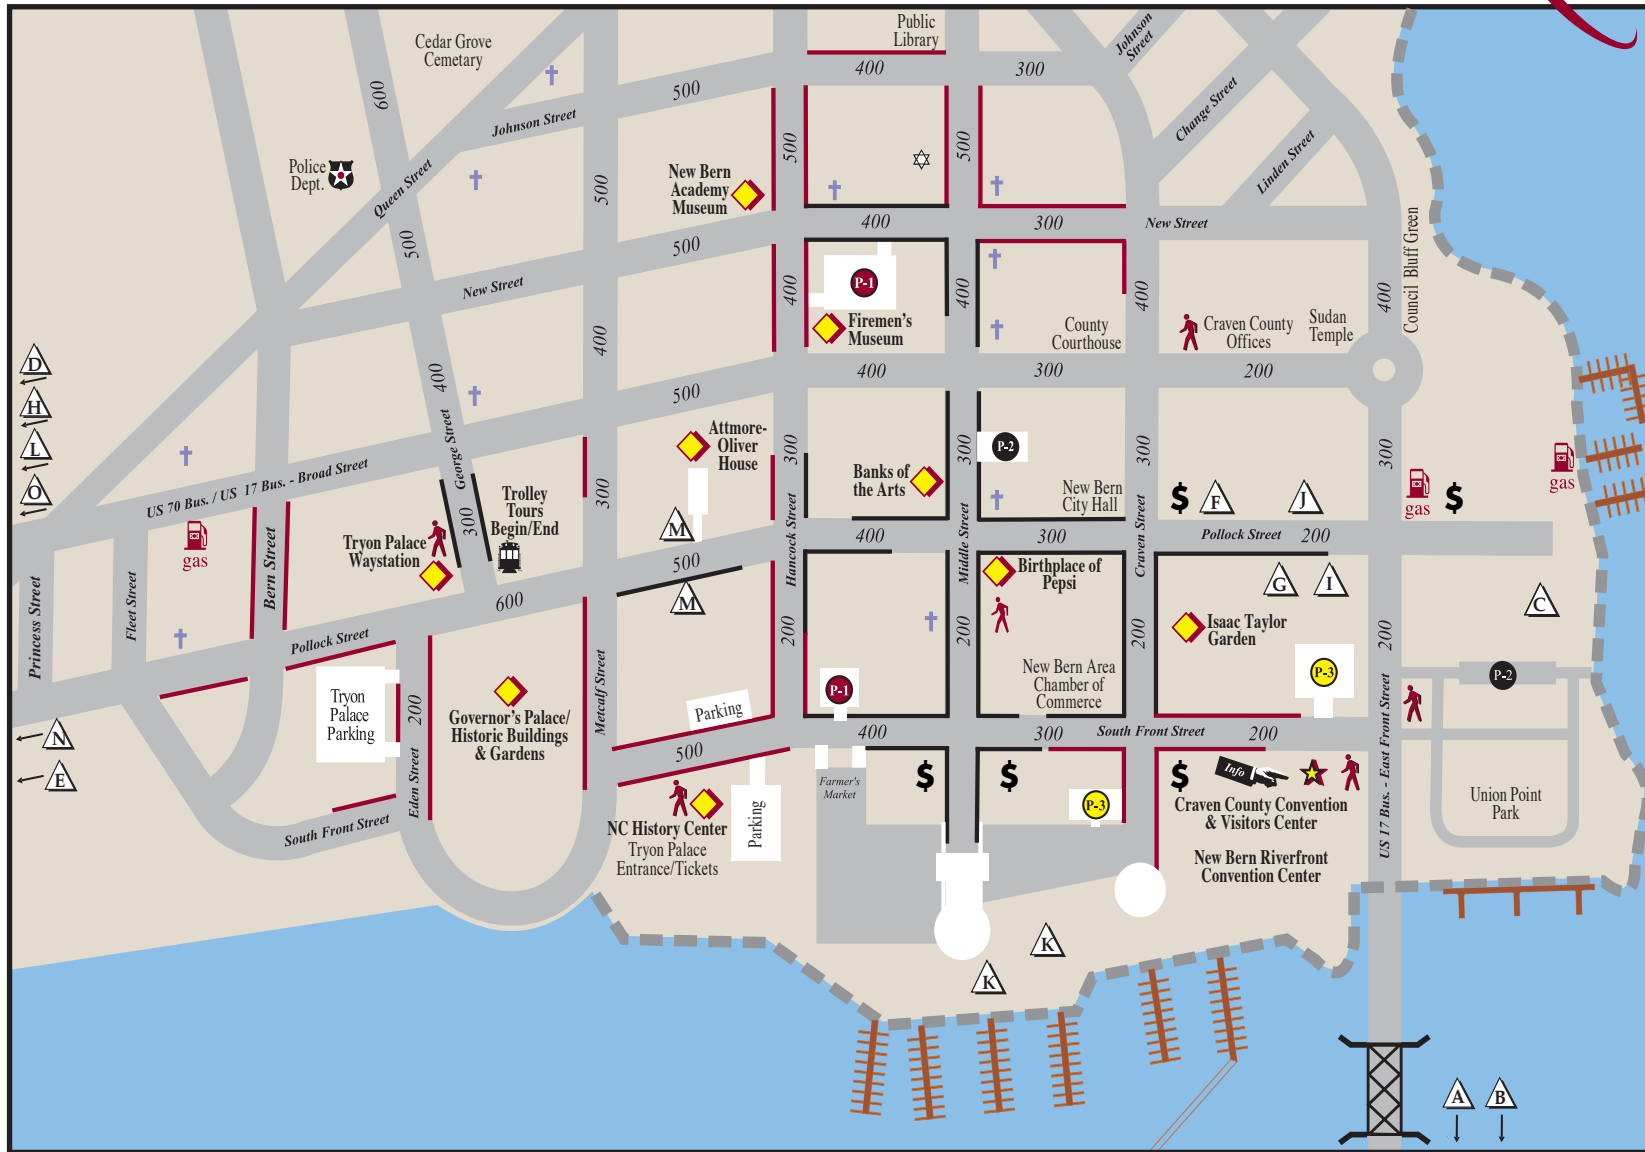 Public
Library
Cedar Grove
Cemetary
Johnson
Street
400
300
600
500
Johnson Street
Change Street
500
500
500
Police
Dept.
Queen Street
New Bern
Academy
Museum
Linden Street
500
400
300
New Street
500
500
New Street
P-1
400
400
400
400
Council Bluff Green
Firemen's
Museum
County
Courthouse
Craven County
Offices
Sudan
Temple
400
D
H
L
O
400
500
400
300
200
George Street
Attmore-
Oliver
House
300
300
P-2
300
300
US 70 Bus. / US 17 Bus. - Broad Street
Banks of
the Arts
New Bern
City Hall
$
F
J
gas
$
gas
Trolley
Tours
Begin/End
300
300
M
Hancock Street
Middle Street
Craven Street
gas
Tryon Palace
Waystation
500
400
300
Pollock Street
200
Princess Street
Fleet Street
Bern Street
600
M
Birthplace of
Pepsi
G
I
C
Pollock Street
200
200
200
Isaac Taylor
Garden
200
Metcalf Street
P-1
New Bern Area
Chamber of
Commerce
P-3
P-2
Tryon
Palace
Parking
200
Governor's Palace/
Historic Buildings
& Gardens
Parking
N
E
500
400
300
South Front Street
200
Eden Street
US 17 Bus. - East Front Street
Farmer's
Market
$
$
$
Info
South Front Street
NC History Center
Tryon Palace
Entrance/Tickets
Parking
P-3
Craven County Convention
& Visitors Center
New Bern Riverfront
Convention Center
Union Point
Park
K
K
A
B